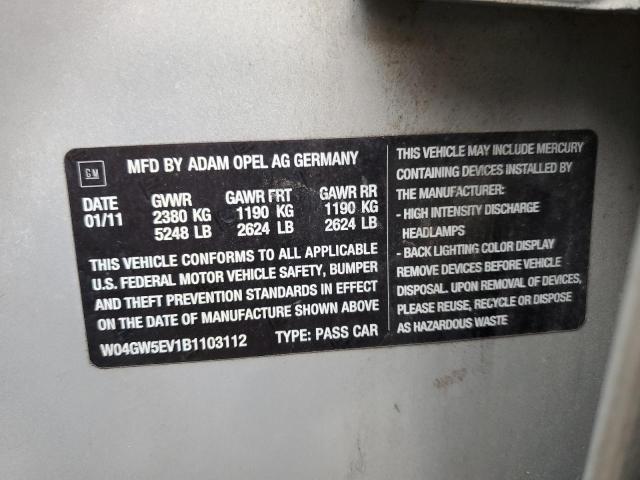 GM
MFD BY ADAM OPEL AG GERMANY
DATE GVWR GAWR FRT GAWR RR
01/11 2380 KG 1190 KG 1190 KG
5248 LB 2624 LB 2624 LB
THIS VEHICLE CONFORMS TO ALL APPLICABLE
U.S. FEDERAL MOTOR VEHICLE SAFETY, BUMPER
AND THEFT PREVENTION STANDARDS IN EFFECT
ON THE DATE OF MANUFACTURE SHOWN ABOVE
W04GW5EV1B1103112 TYPE: PASS CAR
THIS VEHICLE MAY INCLUDE MERCURY
CONTAINING DEVICES INSTALLED BY
THE MANUFACTURER:
- HIGH INTENSITY DISCHARGE
HEADLAMPS
- BACK LIGHTING COLOR DISPLAY
REMOVE DEVICES BEFORE VEHICLE
DISPOSAL. UPON REMOVAL OF DEVICES,
PLEASE REUSE, RECYCLE OR DISPOSE
AS HAZARDOUS WASTE